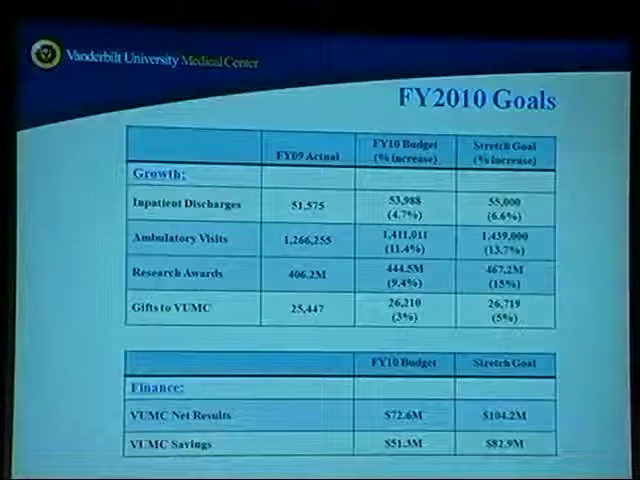 Vanderbilt University Medical Center
FY2010 Goals
FY09 Actual FY10 Budget (% increase) Stretch Goal (% increase)
Growth:
Inpatient Discharges 51,575 53,988 (4.7%) 55,000 (6.6%)
Ambulatory Visits 1,266,255 1,411,011 (11.4%) 1,439,000 (13.7%)
Research Awards 406.2M 444.5M (9.4%) 467.2M (15%)
Gifts to VUMC 25,447 26,210 (3%) 26,719 (5%)
FY10 Budget Stretch Goal
Finance:
VUMC Net Results $72.6M $104.2M
VUMC Savings $51.3M $82.9M